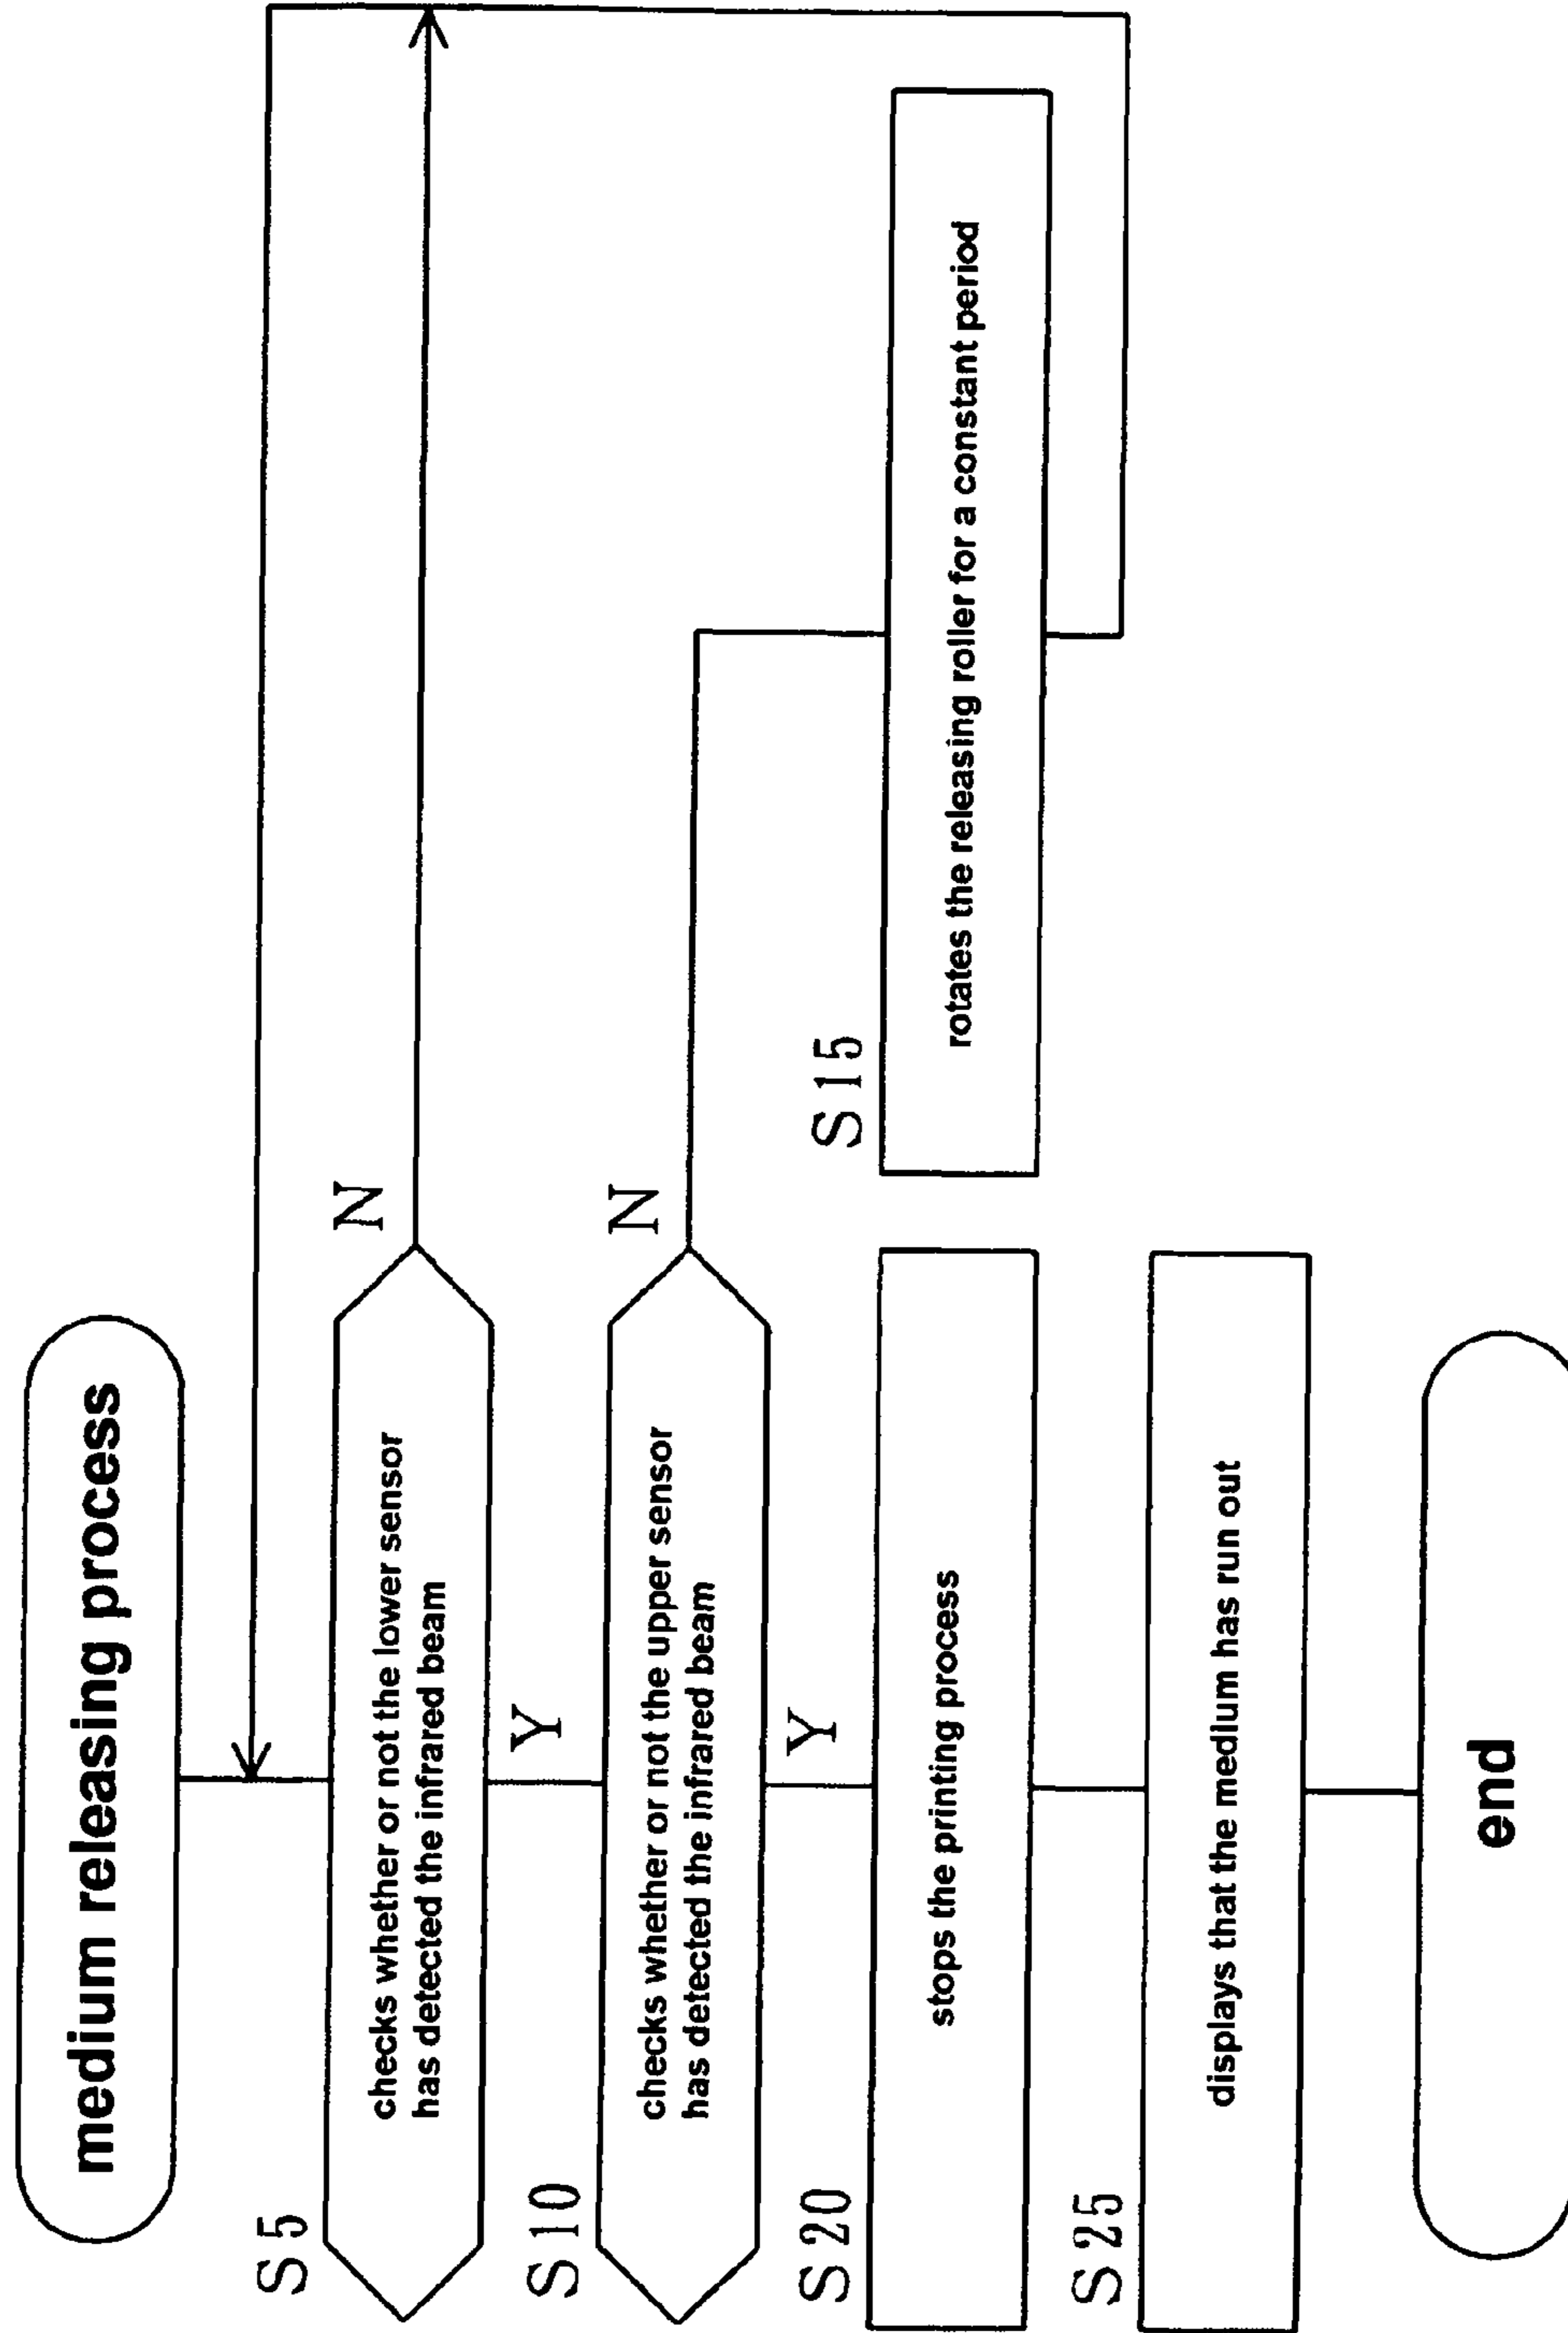 medium releasing process
S5
checks whether or not the lower sensor
has detected the infrared beam
N
Y
S10
checks whether or not the upper sensor
has detected the infrared beam
N
Y
S15
rotates the releasing roller for a constant period
S20
stops the printing process
S25
displays that the medium has run out
end